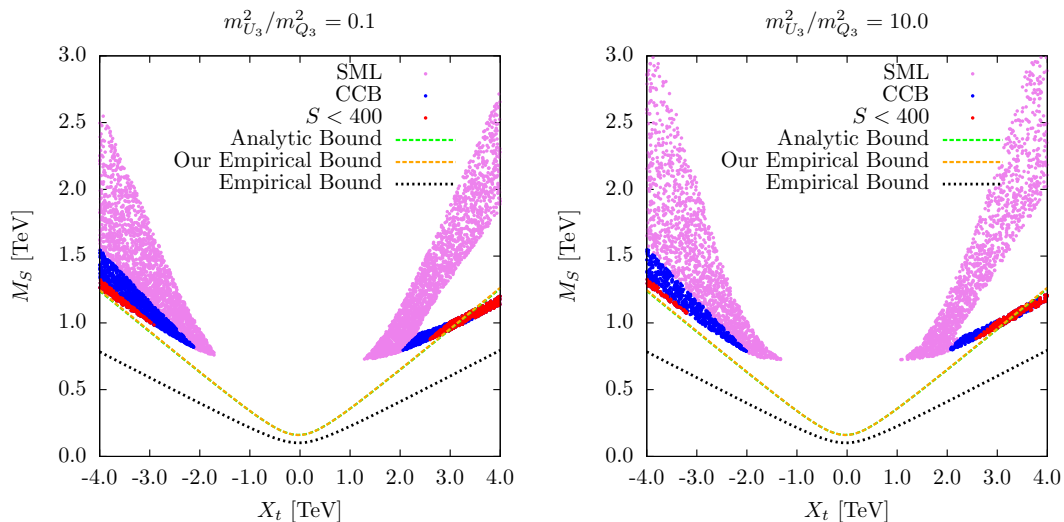 m²_{U₃}/m²_{Q₃} = 0.1
3.0
2.5
2.0
1.5
1.0
0.5
0.0
M_S [TeV]
SML
CCB
S < 400
Analytic Bound
Our Empirical Bound
Empirical Bound
-4.0 -3.0 -2.0 -1.0 0.0 1.0 2.0 3.0 4.0
X_t [TeV]
m²_{U₃}/m²_{Q₃} = 10.0
3.0
2.5
2.0
1.5
1.0
0.5
0.0
M_S [TeV]
SML
CCB
S < 400
Analytic Bound
Our Empirical Bound
Empirical Bound
-4.0 -3.0 -2.0 -1.0 0.0 1.0 2.0 3.0 4.0
X_t [TeV]